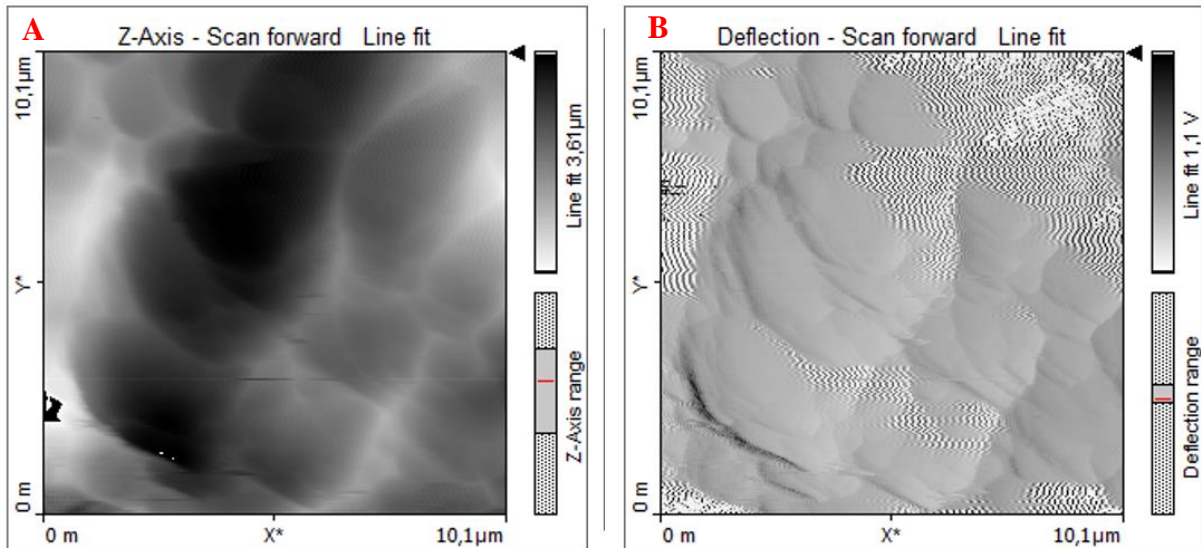 A
Z-Axis - Scan forward Line fit
10,1µm
Y*
0 m
0 m
X*
10,1µm
Line fit 3,61µm
Z-Axis range
B
Deflection - Scan forward Line fit
10,1µm
Y*
0 m
0 m
X*
10,1µm
Line fit 1,1 V
Deflection range